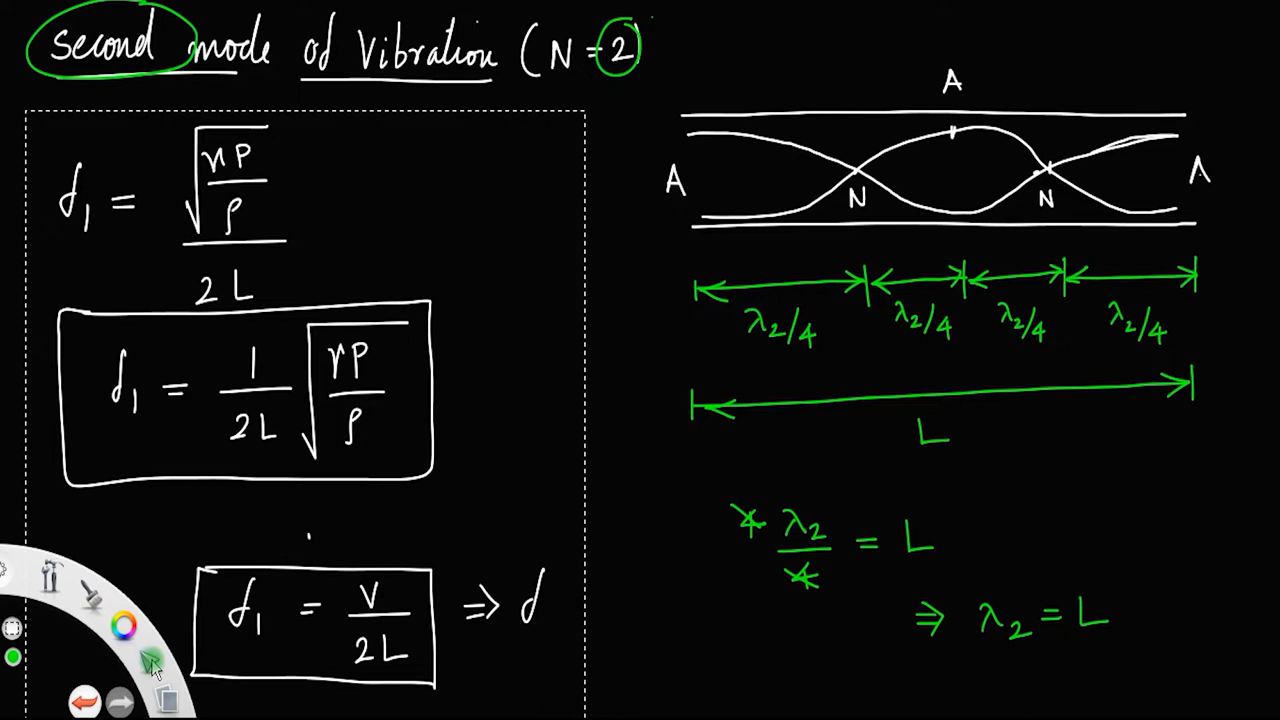 second mode of Vibration (N = 2)
f₁ = √(γP/ρ) / 2L
f₁ = 1/2L √(γP/ρ)
f₁ = v/2L ⇒ f
A
A N N A
λ₂/4 λ₂/4 λ₂/4 λ₂/4
L
4 λ₂/4 = L
⇒ λ₂ = L